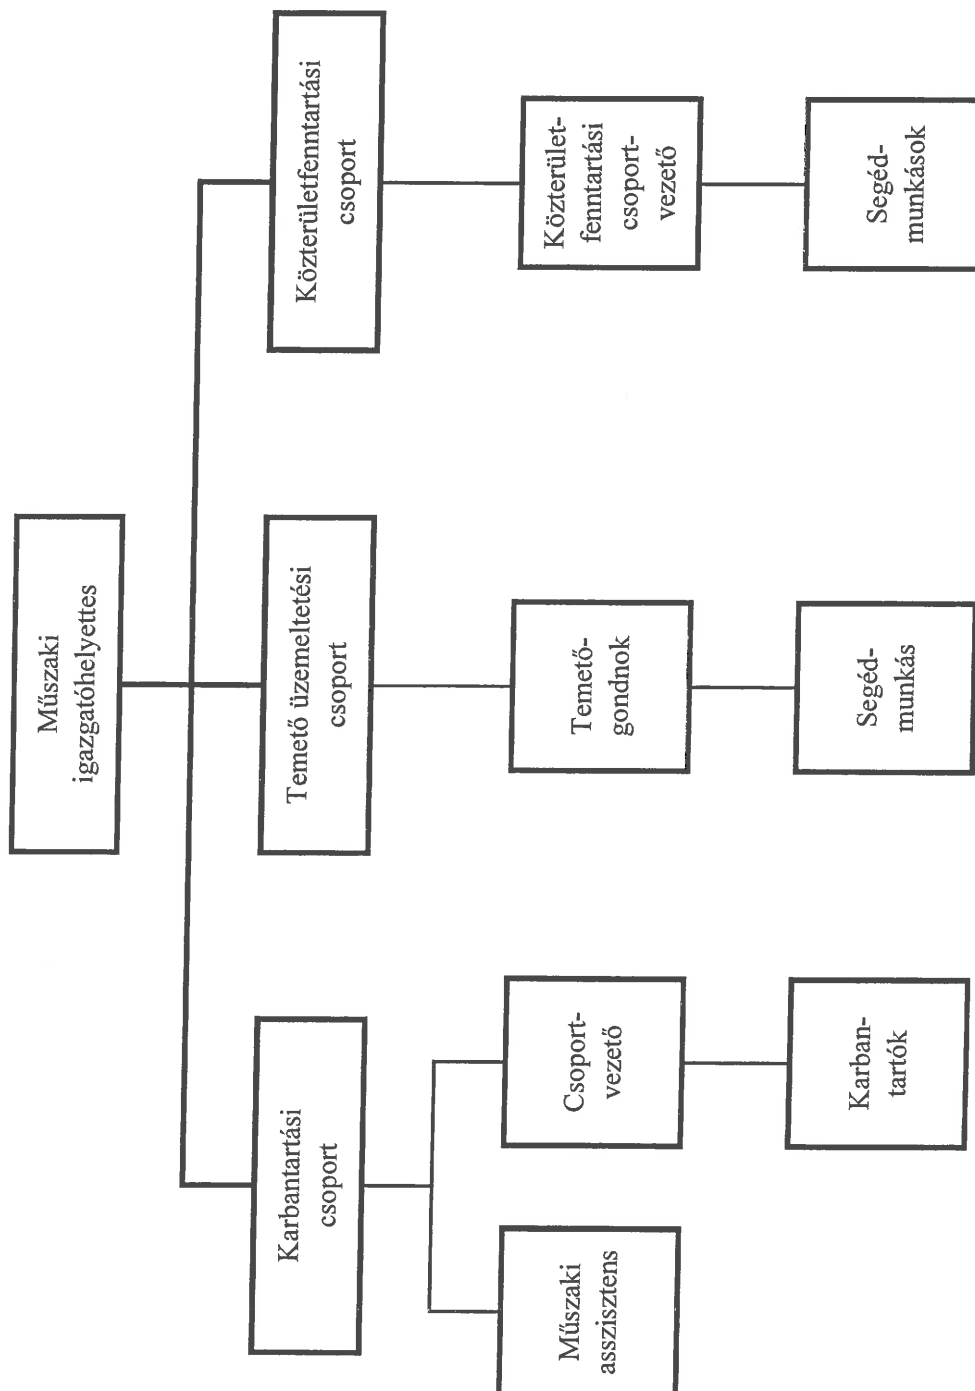 Műszaki
igazgatóhelyettes
Karbantartási
csoport
Temető üzemeltetési
csoport
Közterületfenntartási
csoport
Műszaki
asszisztens
Csoport-
vezető
Temető-
gondnok
Közterület-
fenntartási
csoport-
vezető
Karban-
tartók
Segéd-
munkás
Segéd-
munkások